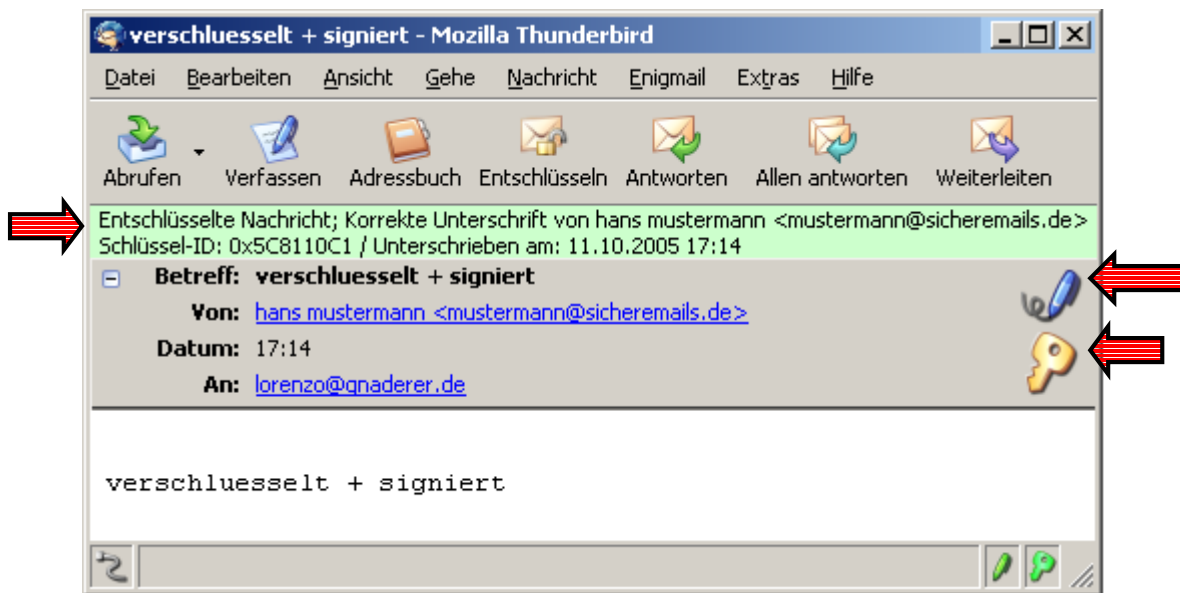 verschluesselt + signiert - Mozilla Thunderbird
Datei Bearbeiten Ansicht Gehe Nachricht Enigmail Extras Hilfe
Abrufen Verfassen Adressbuch Entschlüsseln Antworten Allen antworten Weiterleiten
Entschlüsselte Nachricht; Korrekte Unterschrift von hans mustermann <mustermann@sicheremails.de>
Schlüssel-ID: 0x5C8110C1 / Unterschrieben am: 11.10.2005 17:14
Betreff: verschluesselt + signiert
Von: hans mustermann <mustermann@sicheremails.de>
Datum: 17:14
An: lorenzo@gnaderer.de
verschluesselt + signiert